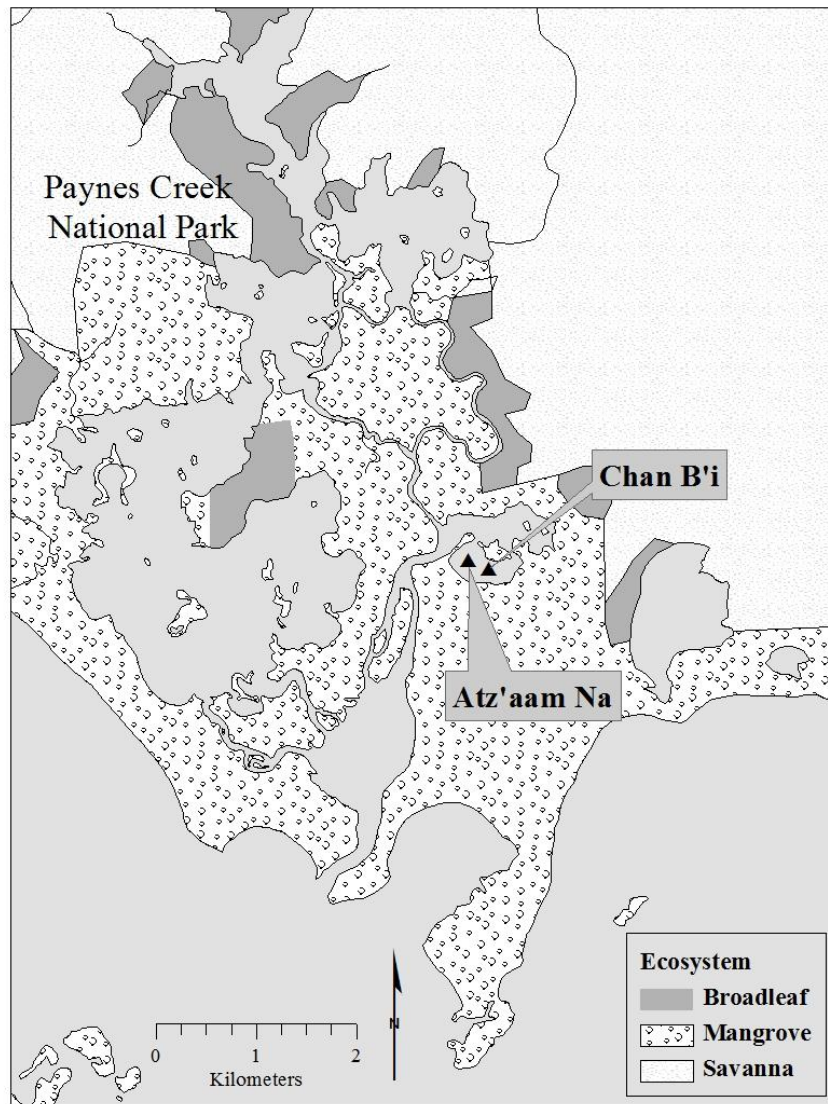 Paynes Creek
National Park
Chan B'i
Atz'aam Na
N
0 1 2
Kilometers
Ecosystem
Broadleaf
Mangrove
Savanna